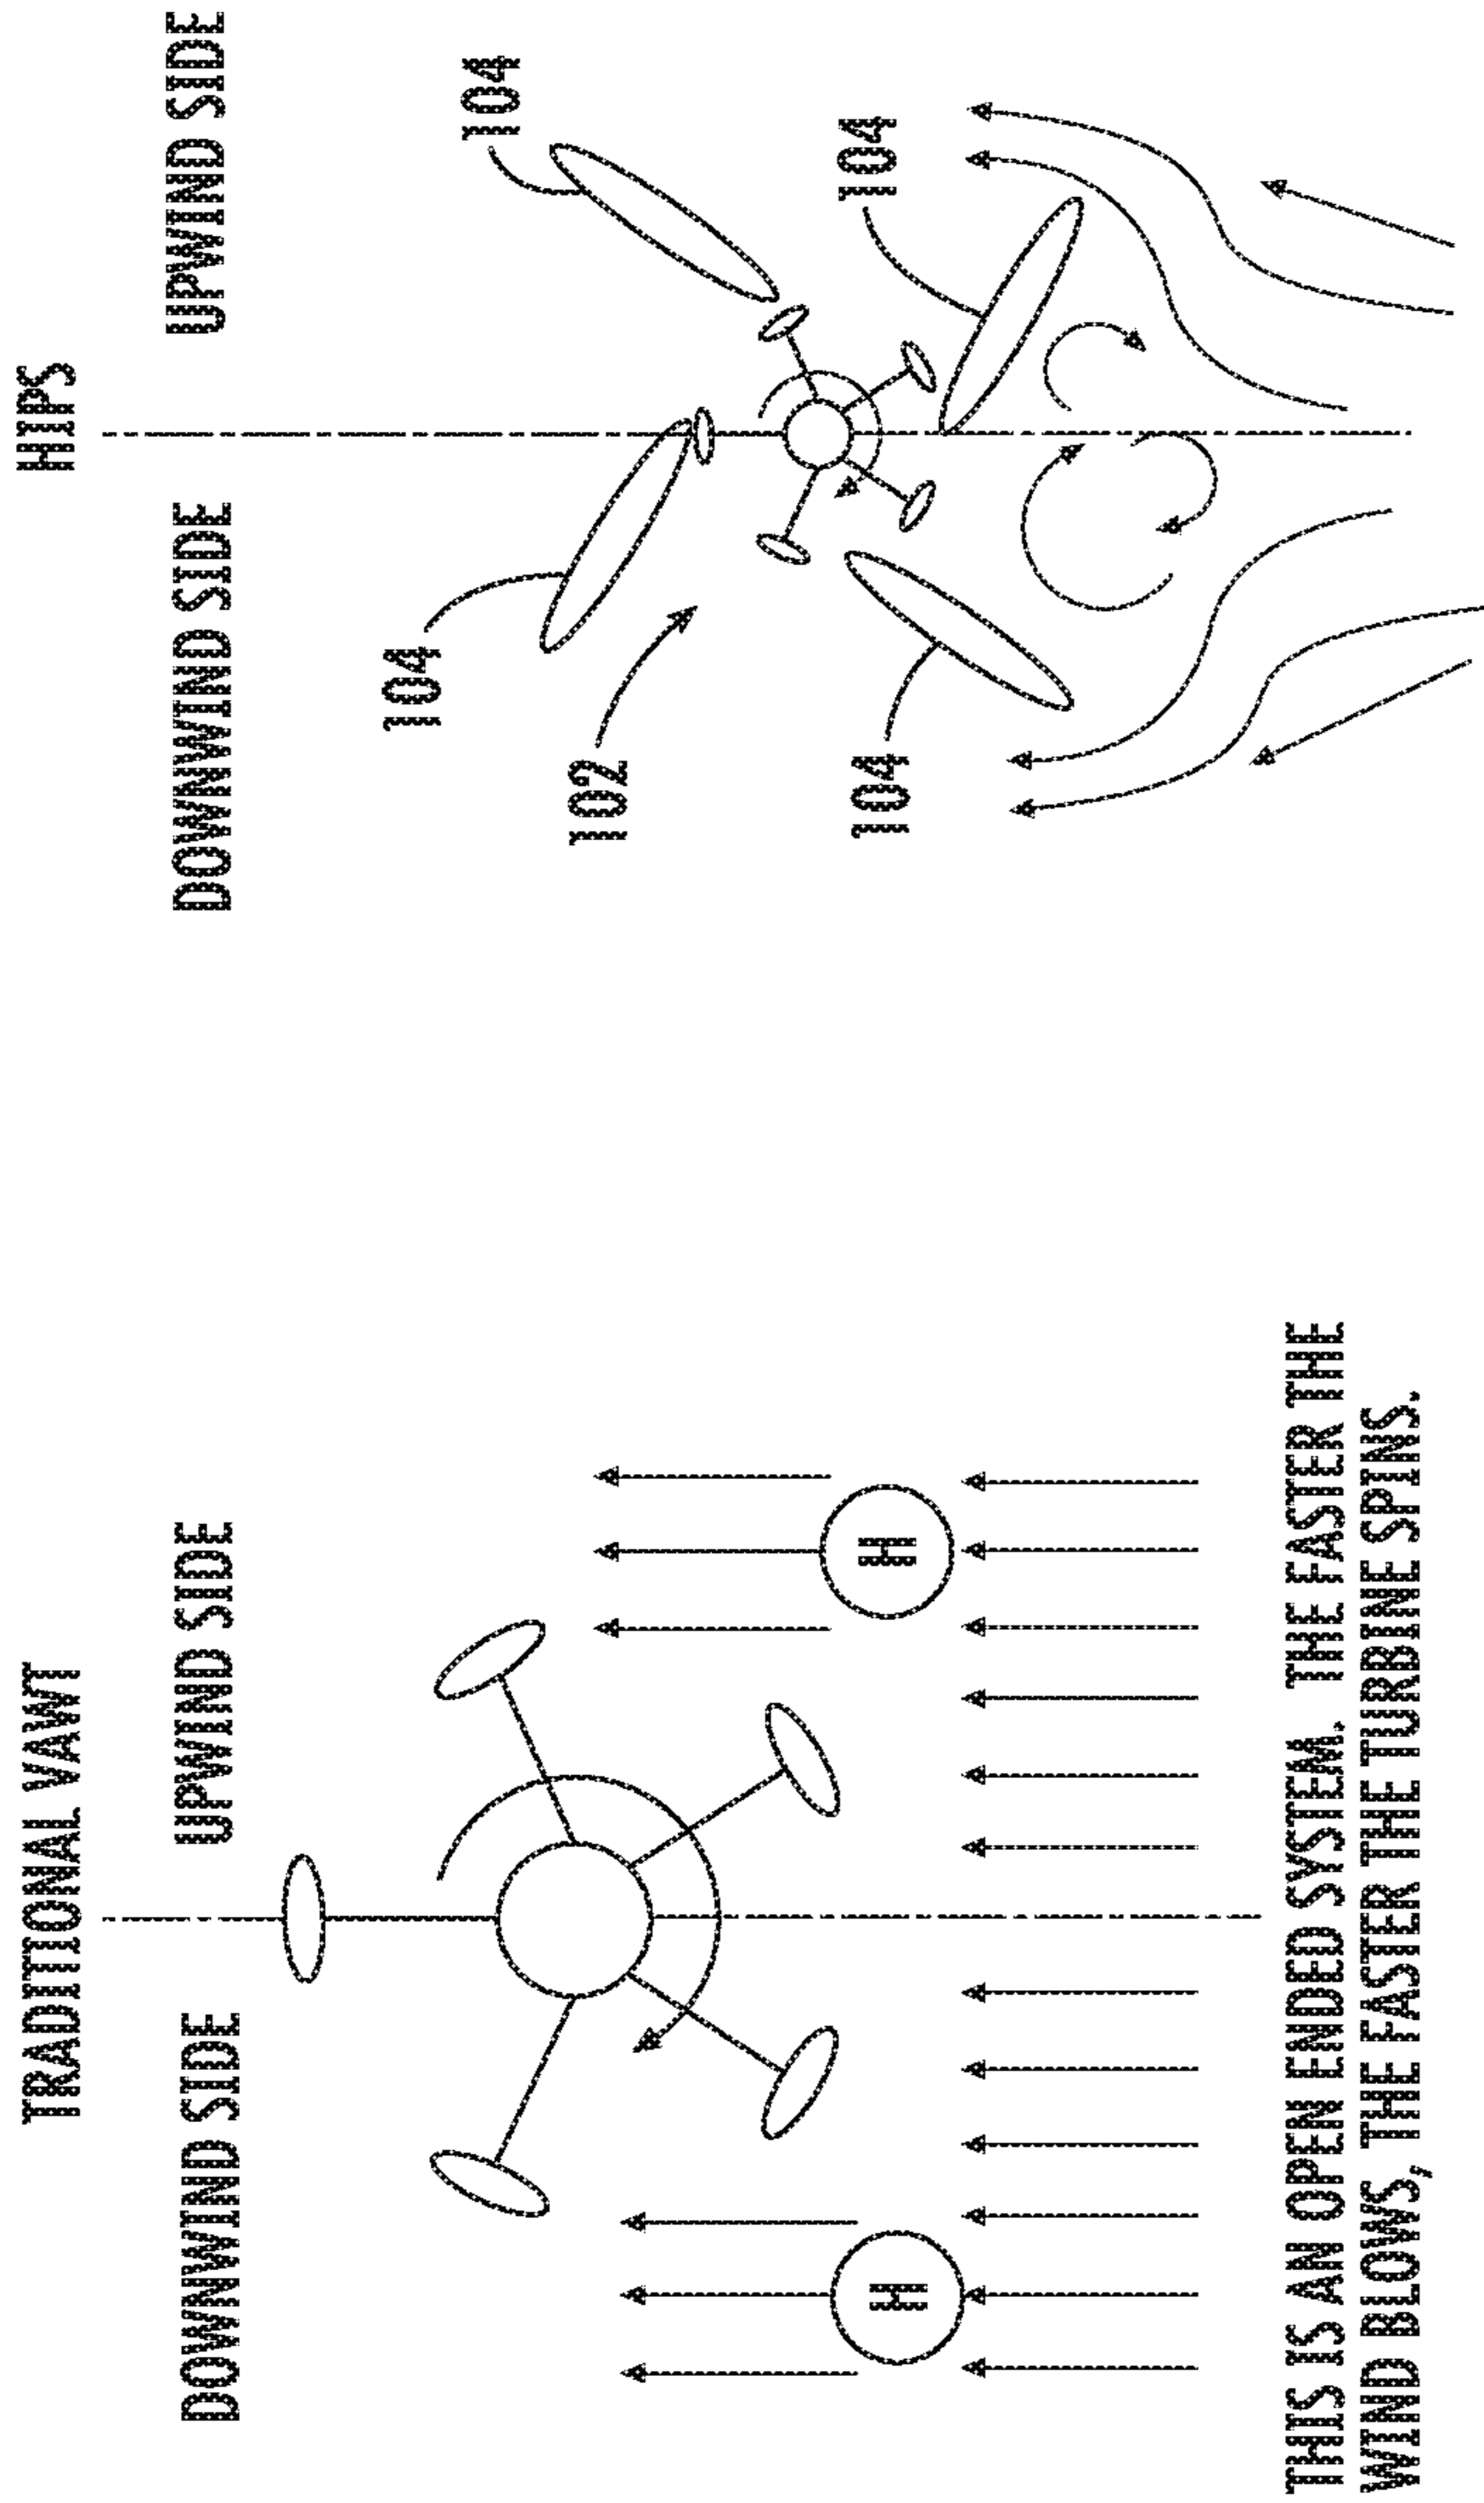 TRADITIONAL VAWT
DOWNWIND SIDE
UPWIND SIDE
H
H
THIS IS AN OPEN ENDED SYSTEM. THE FASTER THE
WIND BLOWS, THE FASTER THE TURBINE SPINS.
HIPS
DOWNWIND SIDE
UPWIND SIDE
104
104
102
104
104